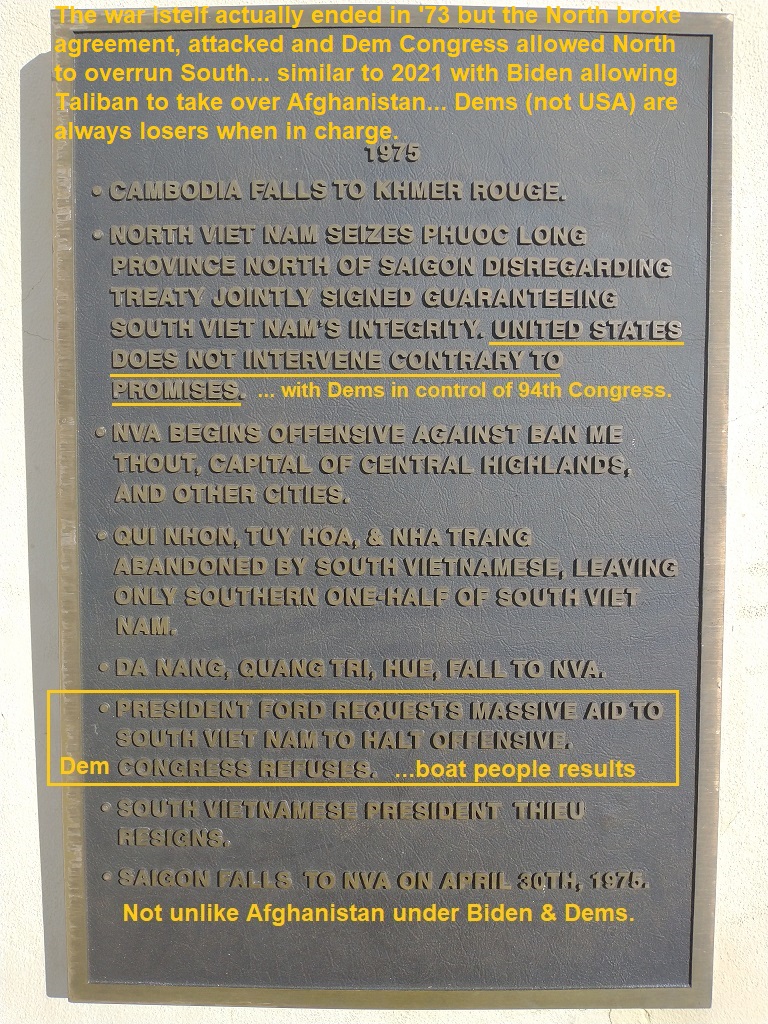 The war istelf actually ended in '73 but the North broke
agreement, attacked and Dem Congress allowed North
to overrun South... similar to 2021 with Biden allowing
Taliban to take over Afghanistan... Dems (not USA) are
always losers when in charge.
1975
• CAMBODIA FALLS TO KHMER ROUGE.
• NORTH VIET NAM SEIZES PHUOC LONG
PROVINCE NORTH OF SAIGON DISREGARDING
TREATY JOINTLY SIGNED GUARANTEEING
SOUTH VIET NAM'S INTEGRITY. UNITED STATES
DOES NOT INTERVENE CONTRARY TO
PROMISES. ... with Dems in control of 94th Congress.
• NVA BEGINS OFFENSIVE AGAINST BAN ME
THOUT, CAPITAL OF CENTRAL HIGHLANDS,
AND OTHER CITIES.
• QUI NHON, TUY HOA, & NHA TRANG
ABANDONED BY SOUTH VIETNAMESE, LEAVING
ONLY SOUTHERN ONE-HALF OF SOUTH VIET
NAM.
• DA NANG, QUANG TRI, HUE, FALL TO NVA.
• PRESIDENT FORD REQUESTS MASSIVE AID TO
SOUTH VIET NAM TO HALT OFFENSIVE.
Dem CONGRESS REFUSES. ...boat people results
• SOUTH VIETNAMESE PRESIDENT THIEU
RESIGNS.
• SAIGON FALLS TO NVA ON APRIL 30TH, 1975.
Not unlike Afghanistan under Biden & Dems.